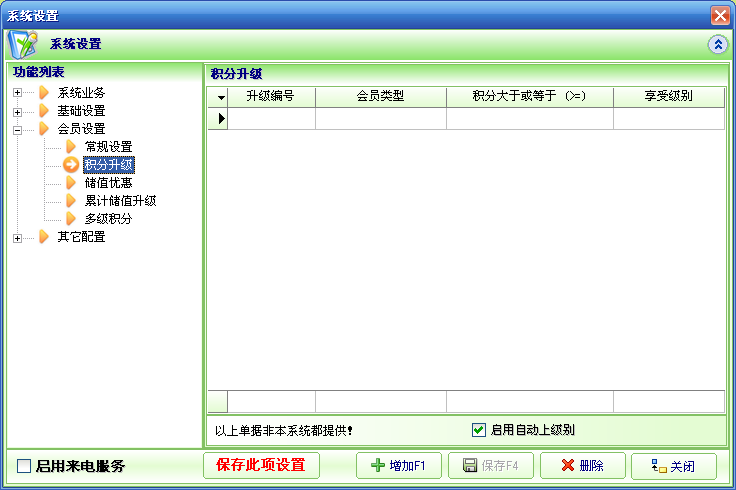 系统设置
系统设置
功能列表
系统业务
基础设置
会员设置
常规设置
积分升级
储值优惠
累计储值升级
多级积分
其它配置
积分升级
升级编号 会员类型 积分大于或等于 (>=) 享受级别
以上单据非本系统都提供!
启用自动上级别
启用来电服务
保存此项设置
增加F1
保存F4
删除
关闭